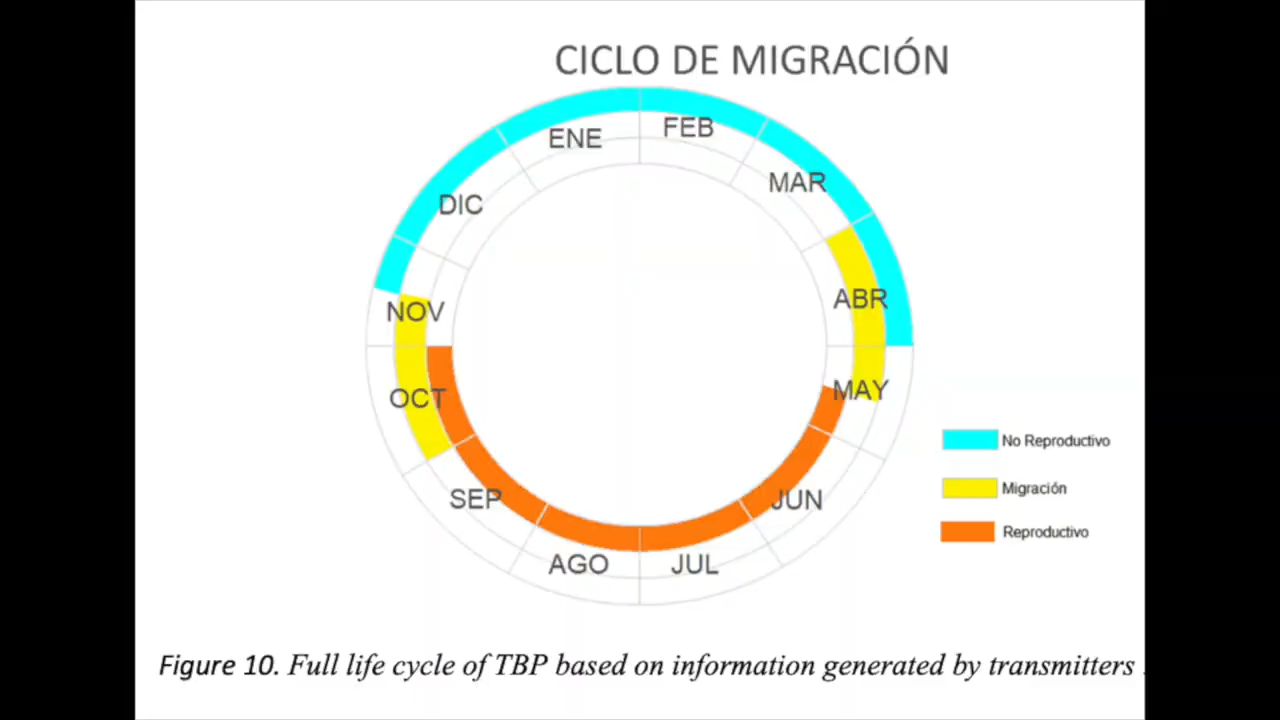 CICLO DE MIGRACIÓN
ENE
FEB
DIC
MAR
NOV
ABR
OCT
MAY
SEP
JUN
AGO
JUL
No Reproductivo
Migración
Reproductivo
Figure 10. Full life cycle of TBP based on information generated by transmitters